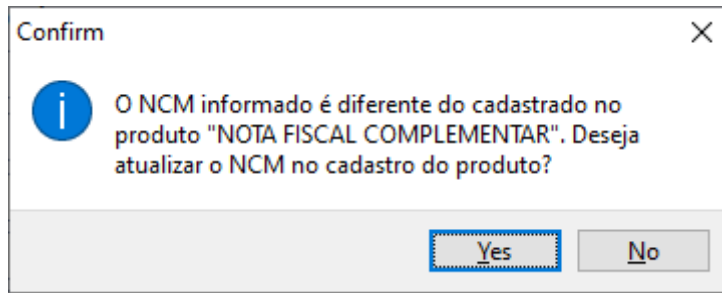 Confirm
O NCM informado é diferente do cadastrado no
produto "NOTA FISCAL COMPLEMENTAR". Deseja
atualizar o NCM no cadastro do produto?
Yes
No